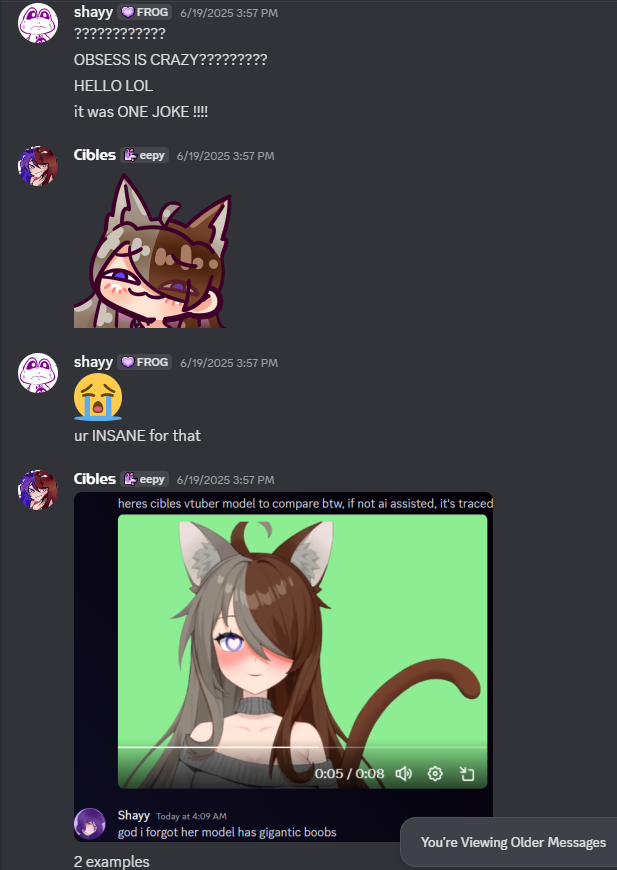 shayy FROG 6/19/2025 3:57 PM
????????????
OBSESS IS CRAZY?????????
HELLO LOL
it was ONE JOKE !!!!
Cibles eepy 6/19/2025 3:57 PM
shayy FROG 6/19/2025 3:57 PM
ur INSANE for that
Cibles eepy 6/19/2025 3:57 PM
heres cibles vtuber model to compare btw, if not ai assisted, it's traced
0:05 / 0:08
Shayy Today at 4:09 AM
god i forgot her model has gigantic boobs
You're Viewing Older Messages
2 examples